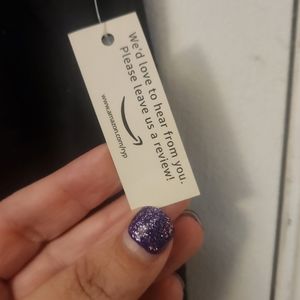 We'd love to hear from you.
Please leave us a review!
www.amazon.com/ryp